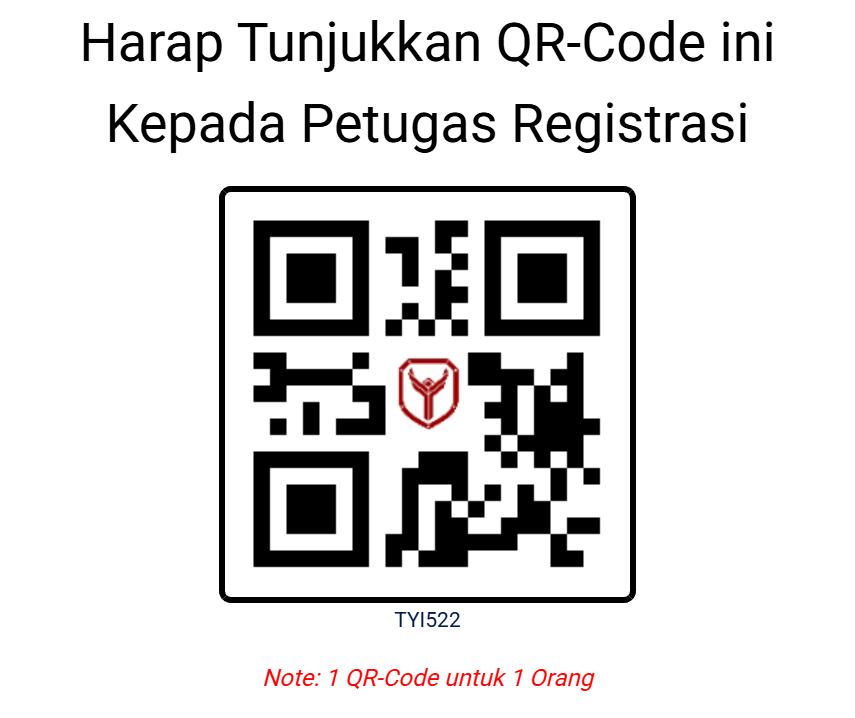 Harap Tunjukkan QR-Code ini
Kepada Petugas Registrasi
TYI522
Note: 1 QR-Code untuk 1 Orang